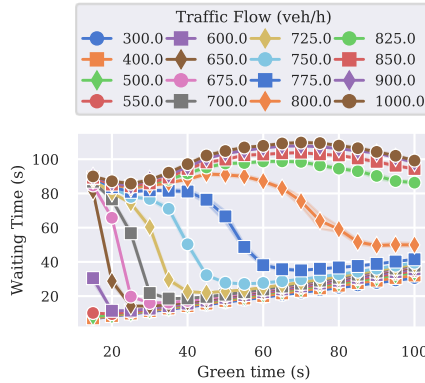 Traffic Flow (veh/h)
300.0 600.0 725.0 825.0
400.0 650.0 750.0 850.0
500.0 675.0 775.0 900.0
550.0 700.0 800.0 1000.0
100
80
60
40
20
Waiting Time (s)
20 40 60 80 100
Green time (s)